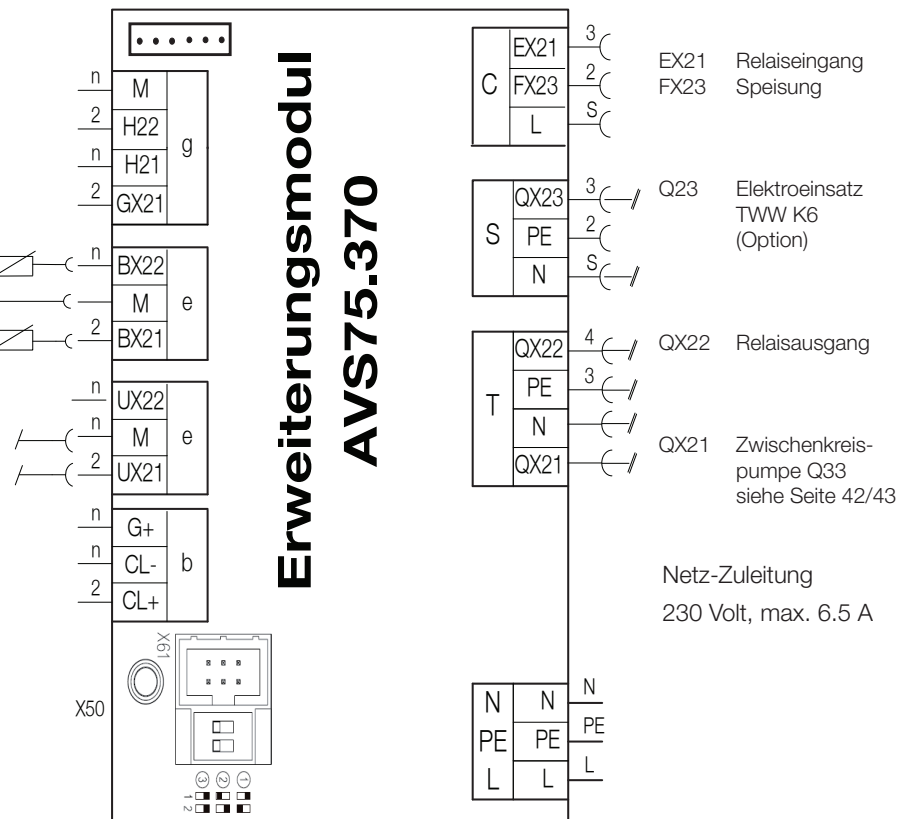 Erweiterungsmodul
AVS75.370
n M
2 H22
n H21
2 GX21
g
n BX22
M
2 BX21
e
n UX22
n M
2 UX21
e
n G+
n CL-
2 CL+
b
X61
X50
3 2 1
1
2
C
EX21 3
FX23 2
L S
EX21 Relaiseingang
FX23 Speisung
S
QX23 3
PE 2
N S
Q23 Elektroeinsatz
TWW K6
(Option)
T
QX22 4
PE 3
N
QX21
QX22 Relaisausgang
QX21 Zwischenkreis-
pumpe Q33
siehe Seite 42/43
Netz-Zuleitung
230 Volt, max. 6.5 A
N N N
PE PE PE
L L L